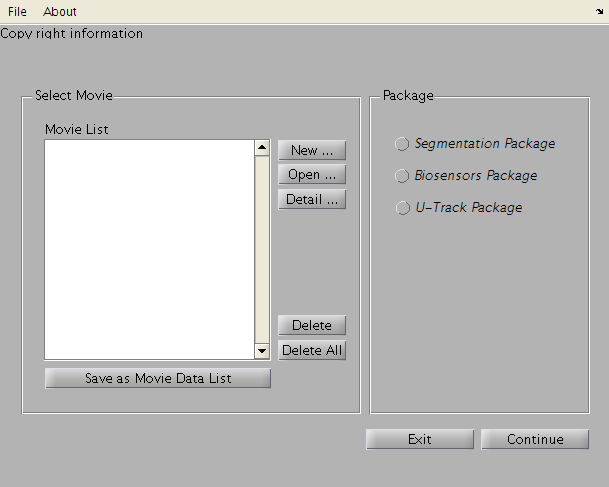 File About
Copy right information
Select Movie
Movie List
New ...
Open ...
Detail ...
Delete
Delete All
Save as Movie Data List
Package
Segmentation Package
Biosensors Package
U-Track Package
Exit
Continue